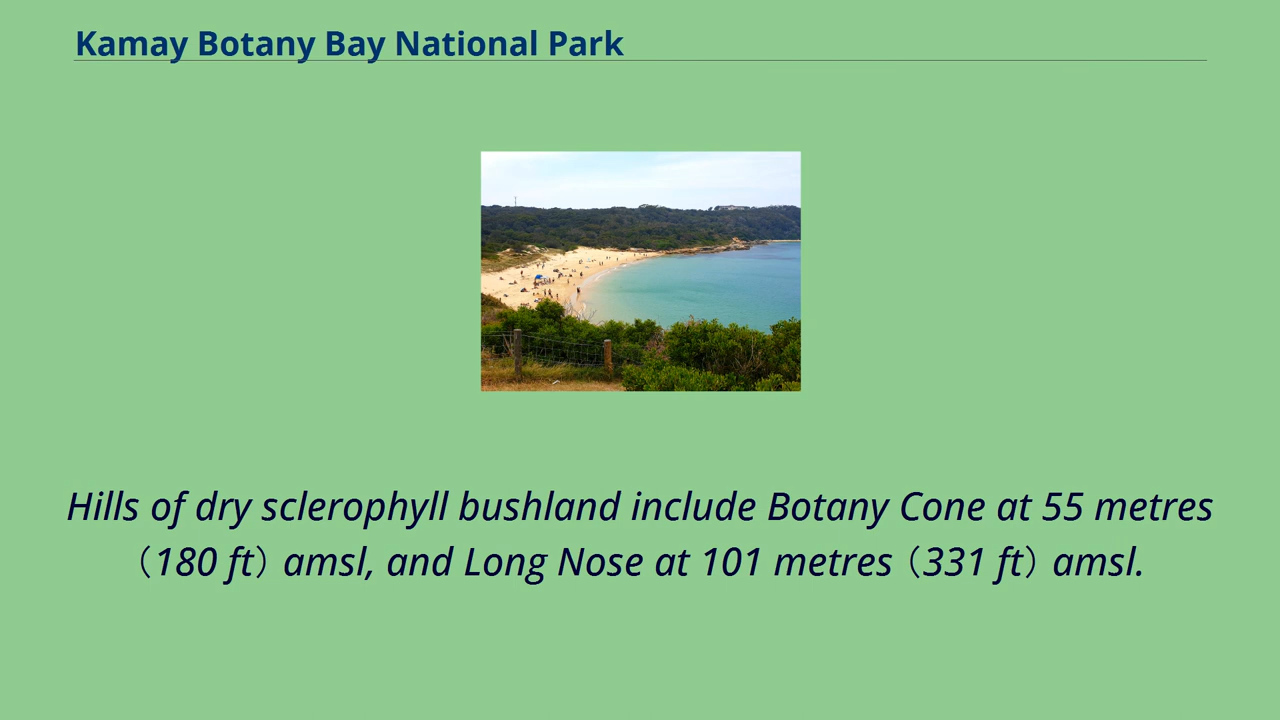 Kamay Botany Bay National Park
Hills of dry sclerophyll bushland include Botany Cone at 55 metres
（180 ft） amsl, and Long Nose at 101 metres （331 ft） amsl.